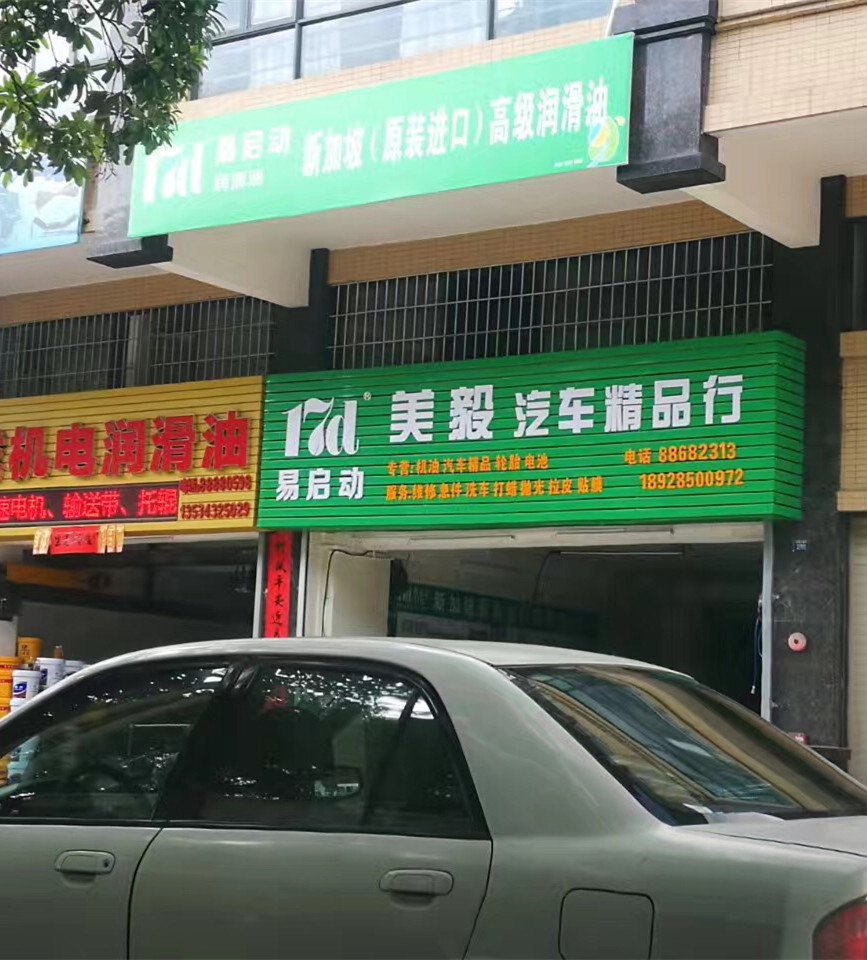 17d 易启动 新加坡（原装进口）高级润滑油
润滑油
17d® 美毅 汽车精品行
易启动
专营:机油 汽车精品 轮胎 电池
电话 88682313
服务:维修 急件 洗车 打蜡 抛光 拉皮 贴膜
18928500972
机电润滑油
速电机、输送带、托辊
13534325029